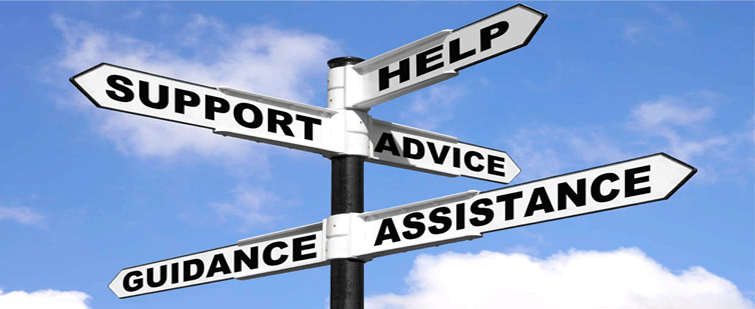 HELP
SUPPORT
ADVICE
ASSISTANCE
GUIDANCE